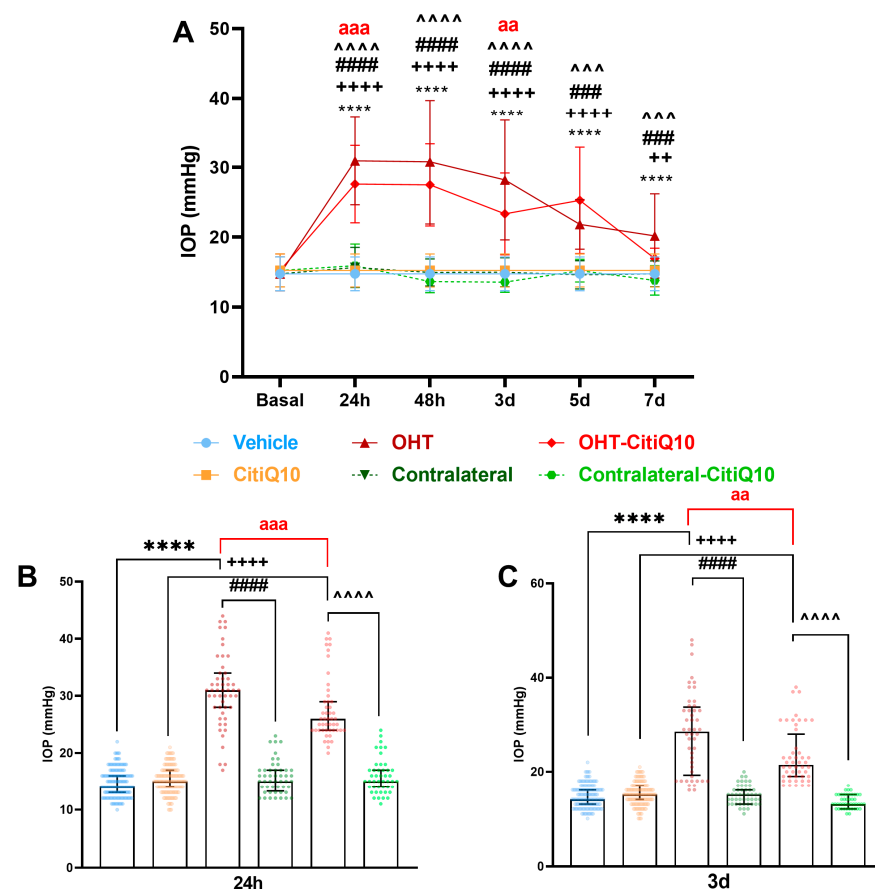 A
50
40
30
20
10
0
IOP (mmHg)
aaa
^^^^
####
++++
****
^^^^
####
++++
****
aa
^^^^
####
++++
****
^^^
###
++++
****
^^^
###
++
****
Basal 24h 48h 3d 5d 7d
Vehicle OHT OHT-CitiQ10
CitiQ10 Contralateral Contralateral-CitiQ10
B
aaa
****
++++
####
^^^^
50
40
30
20
10
0
IOP (mmHg)
24h
C
aa
****
++++
####
^^^^
60
40
20
0
IOP (mmHg)
3d